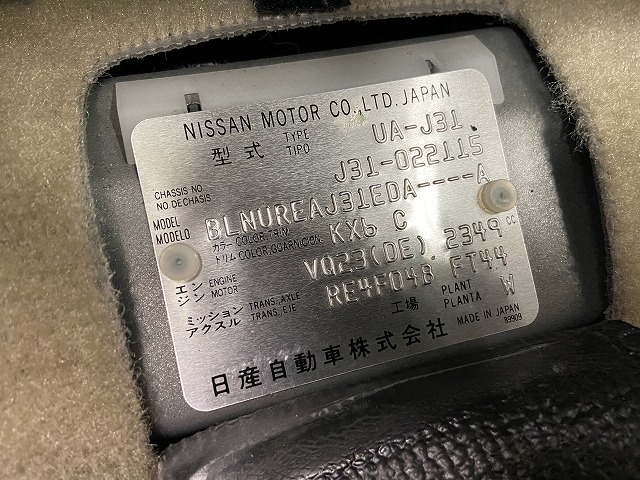 NISSAN MOTOR CO.,LTD. JAPAN
型式 TYPE TIPO UA-J31
CHASSIS NO NO. DE CHASIS J31-022115
MODEL MODELO BLNUREAJ31EDA----A
カラー COLOR, TRIM トリム COLOR, GUARNICION KX6 C
エンジン ENGINE MOTOR VQ23(DE) 2349 CC
ミッション アクスル TRANS., AXLE TRANS., EJE RE4F04B FT44
工場 PLANT PLANTA W
日産自動車株式会社 MADE IN JAPAN
89909